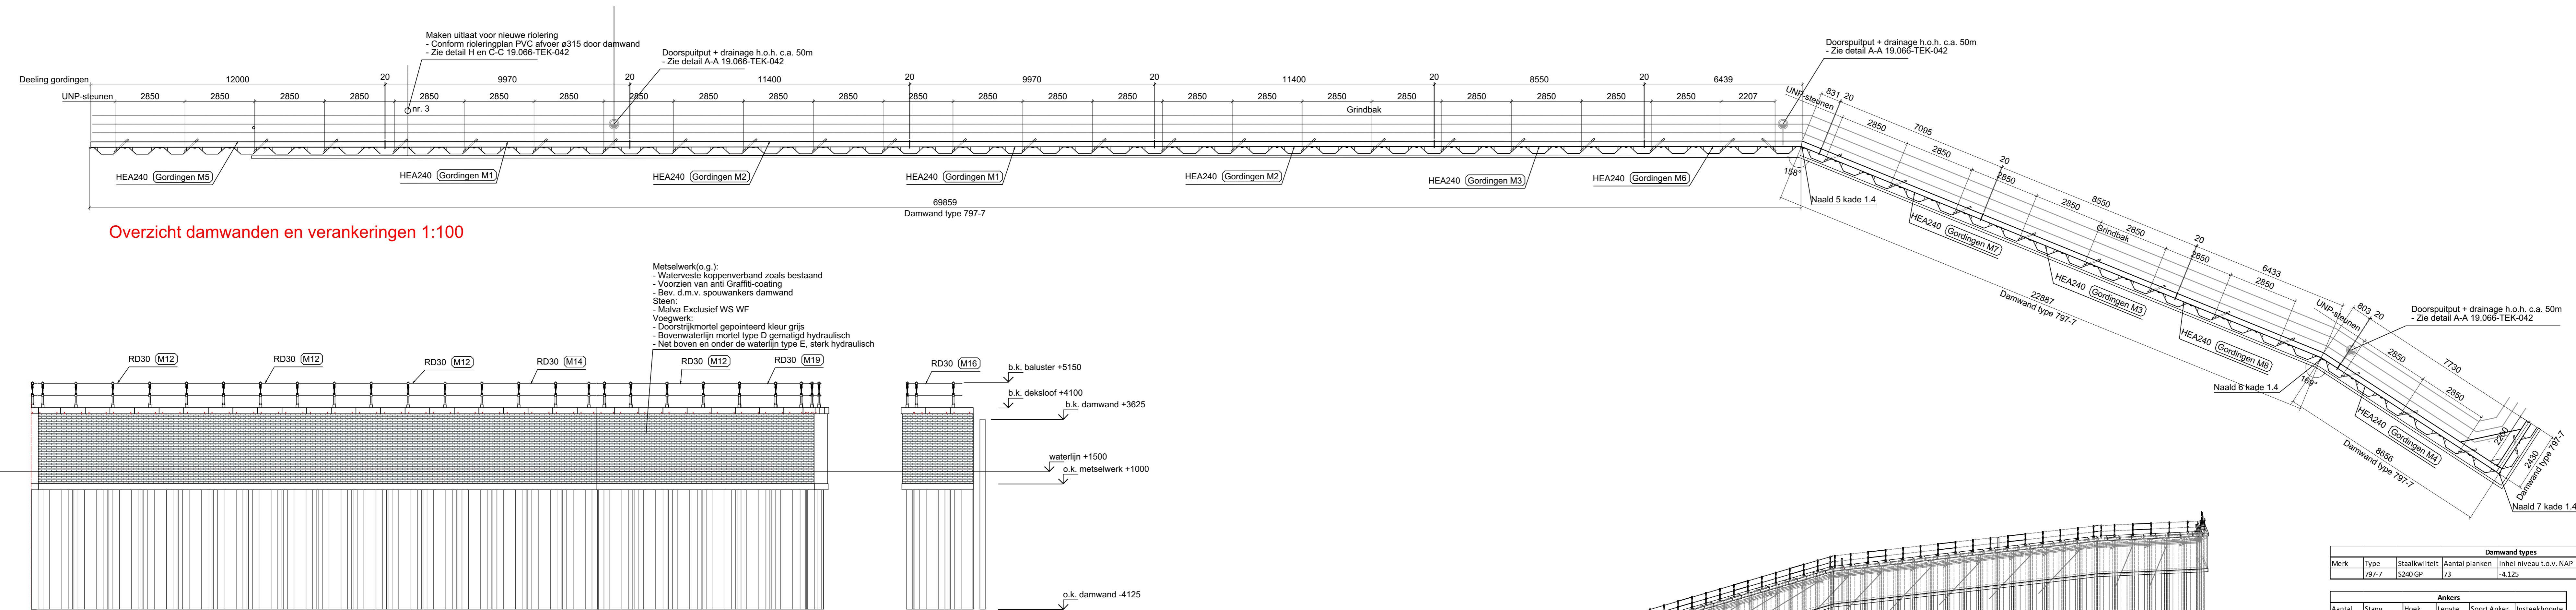 Maken uitlaat voor nieuwe riolering
- Conform rioleringplan PVC afvoer ø315 door damwand
- Zie detail H en C-C 19.066-TEK-042
Doorspuitput + drainage h.o.h. c.a. 50m
- Zie detail A-A 19.066-TEK-042
Doorspuitput + drainage h.o.h. c.a. 50m
- Zie detail A-A 19.066-TEK-042
Deeling gordingen 12000 20 9970 20 11400 20 9970 20 11400 20 8550 20 6439
UNP-steunen 2850 2850 2850 2850 2850 2850 2850 2850 2850 2850 2850 2850 2850 2850 2850 2850 2850 2850 2850 2850 2850 2850 2850 2207
nr. 3
Grindbak
HEA240 Gordingen M5
HEA240 Gordingen M1
HEA240 Gordingen M2
HEA240 Gordingen M1
HEA240 Gordingen M2
HEA240 Gordingen M3
HEA240 Gordingen M6
69859
Damwand type 797-7
UNP-steunen
831 20
2850
7095
2850
20
2850
8550
2850
2850
Grindbak
20
2850
6433
2850
158°
Naald 5 kade 1.4
HEA240 Gordingen M7
HEA240 Gordingen M3
HEA240 Gordingen M8
22887
Damwand type 797-7
UNP-steunen
803 20
Doorspuitput + drainage h.o.h. c.a. 50m
- Zie detail A-A 19.066-TEK-042
2850
7730
2850
169°
Naald 6 kade 1.4
HEA240 Gordingen M4
2200
2430
Damwand type 797-7
8656
Damwand type 797-7
Naald 7 kade 1.4
Overzicht damwanden en verankeringen 1:100
Metselwerk(o.g.):
- Waterveste koppenverband zoals bestaand
- Voorzien van anti Graffiti-coating
- Bev. d.m.v. spouwankers damwand
Steen:
- Malva Exclusief WS WF
Voegwerk:
- Doorstrijkmortel gepointeerd kleur grijs
- Bovenwaterlijn mortel type D gematigd hydraulisch
- Net boven en onder de waterlijn type E, sterk hydraulisch
RD30 M12
RD30 M12
RD30 M12
RD30 M14
RD30 M12
RD30 M19
RD30 M16
b.k. baluster +5150
b.k. deksloof +4100
b.k. damwand +3625
waterlijn +1500
o.k. metselwerk +1000
o.k. damwand -4125
Damwand types
Merk Type Staalkwliteit Aantal planken Inhei niveau t.o.v. NAP
797-7 S240 GP 73 -4.125
Ankers
Aantal Stang Hoek Lengte Soort Anker Insteekhoogte